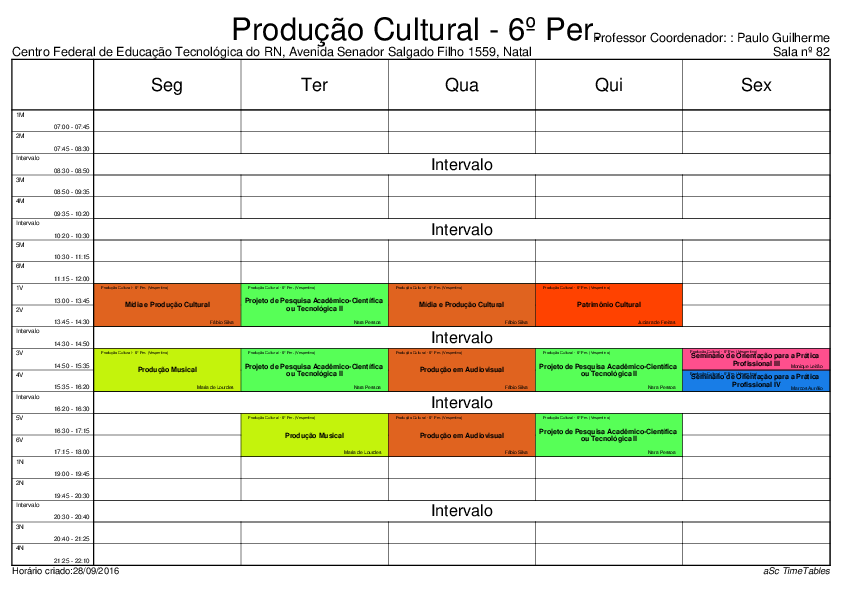 Produção Cultural - 6º Per.
Professor Coordenador: : Paulo Guilherme
Centro Federal de Educação Tecnológica do RN, Avenida Senador Salgado Filho 1559, Natal
Sala nº 82
Seg Ter Qua Qui Sex
1M
07:00 - 07:45
2M
07:45 - 08:30
Intervalo
08:30 - 08:50
Intervalo
3M
08:50 - 09:35
4M
09:35 - 10:20
Intervalo
10:20 - 10:30
Intervalo
5M
10:30 - 11:15
6M
11:15 - 12:00
1V
13:00 - 13:45
2V
13:45 - 14:30
Produção Cultural - 6º Per. (Vespertino)
Mídia e Produção Cultural
Fábio Silva
Produção Cultural - 6º Per. (Vespertino)
Projeto de Pesquisa Acadêmico-Científica
ou Tecnológica II
Nara Pessoa
Produção Cultural - 6º Per. (Vespertino)
Mídia e Produção Cultural
Fábio Silva
Produção Cultural - 6º Per. (Vespertino)
Patrimônio Cultural
Intervalo
14:30 - 14:50
Intervalo
3V
14:50 - 15:35
4V
15:35 - 16:20
Produção Cultural - 6º Per. (Vespertino)
Produção Musical
Maria de Lourdes
Produção Cultural - 6º Per. (Vespertino)
Projeto de Pesquisa Acadêmico-Científica
ou Tecnológica II
Nara Pessoa
Produção Cultural - 6º Per. (Vespertino)
Produção em Audiovisual
Fábio Silva
Produção Cultural - 6º Per. (Vespertino)
Projeto de Pesquisa Acadêmico-Científica
ou Tecnológica II
Nara Pessoa
Seminário de Orientação para a Prática
Profissional III
Monique Leitão
Seminário de Orientação para a Prática
Profissional IV
Marcos Aurélio
Intervalo
16:20 - 16:30
Intervalo
5V
16:30 - 17:15
6V
17:15 - 18:00
Produção Cultural - 6º Per. (Vespertino)
Produção Musical
Maria de Lourdes
Produção Cultural - 6º Per. (Vespertino)
Produção em Audiovisual
Fábio Silva
Produção Cultural - 6º Per. (Vespertino)
Projeto de Pesquisa Acadêmico-Científica
ou Tecnológica II
Nara Pessoa
1N
19:00 - 19:45
2N
19:45 - 20:30
Intervalo
20:30 - 20:40
Intervalo
3N
20:40 - 21:25
4N
21:25 - 22:10
Horário criado:28/09/2016
aSc TimeTables